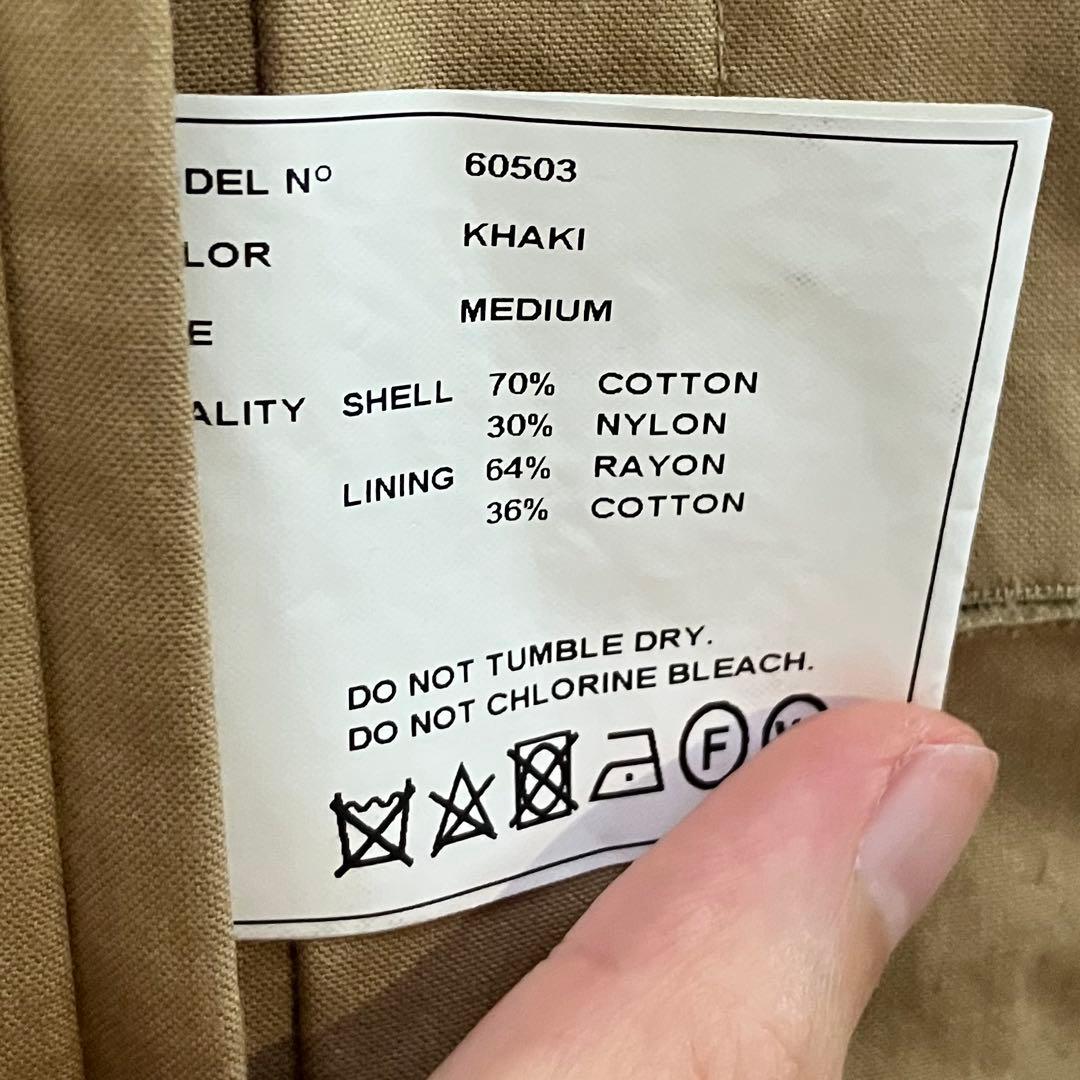 DEL Nº 60503
LOR KHAKI
E MEDIUM
ALITY SHELL 70% COTTON
30% NYLON
LINING 64% RAYON
36% COTTON
DO NOT TUMBLE DRY.
DO NOT CHLORINE BLEACH.
F